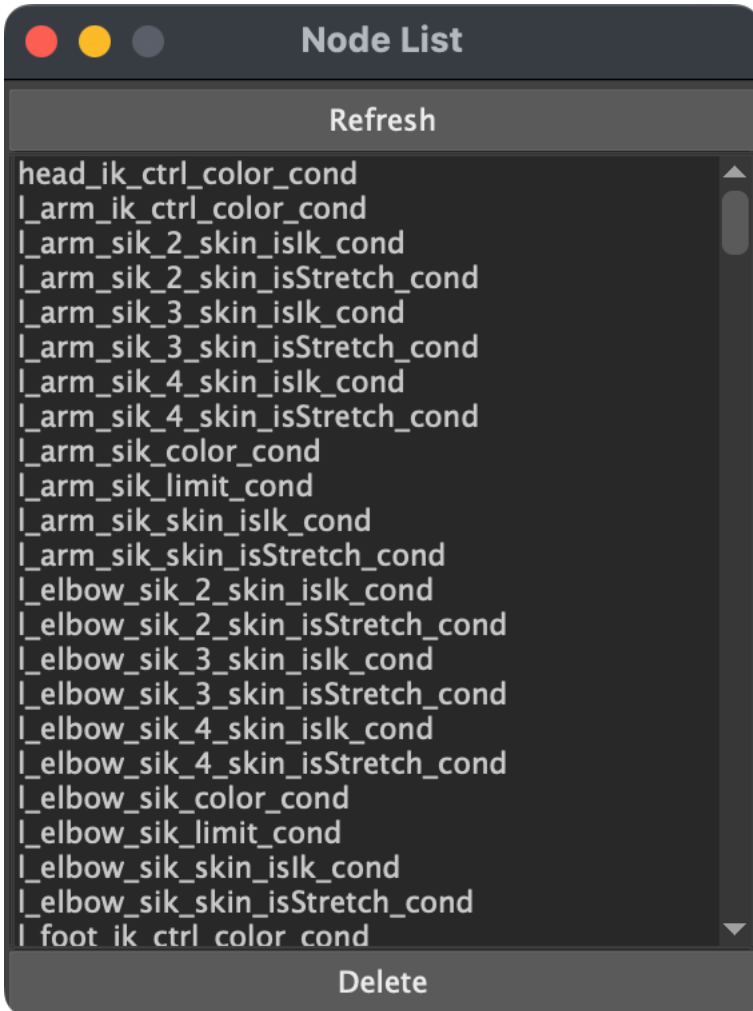 Node List
Refresh
head_ik_ctrl_color_cond
l_arm_ik_ctrl_color_cond
l_arm_sik_2_skin_isIk_cond
l_arm_sik_2_skin_isStretch_cond
l_arm_sik_3_skin_isIk_cond
l_arm_sik_3_skin_isStretch_cond
l_arm_sik_4_skin_isIk_cond
l_arm_sik_4_skin_isStretch_cond
l_arm_sik_color_cond
l_arm_sik_limit_cond
l_arm_sik_skin_isIk_cond
l_arm_sik_skin_isStretch_cond
l_elbow_sik_2_skin_isIk_cond
l_elbow_sik_2_skin_isStretch_cond
l_elbow_sik_3_skin_isIk_cond
l_elbow_sik_3_skin_isStretch_cond
l_elbow_sik_4_skin_isIk_cond
l_elbow_sik_4_skin_isStretch_cond
l_elbow_sik_color_cond
l_elbow_sik_limit_cond
l_elbow_sik_skin_isIk_cond
l_elbow_sik_skin_isStretch_cond
l_foot_ik_ctrl_color_cond
Delete